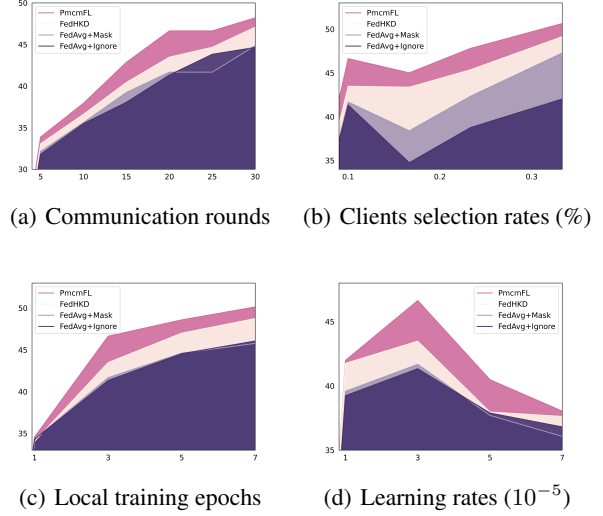 PmcmFL
FedHKD
FedAvg+Mask
FedAvg+Ignore
50
45
40
35
30
5
10
15
20
25
30
(a) Communication rounds
PmcmFL
FedHKD
FedAvg+Mask
FedAvg+Ignore
50
45
40
35
0.1
0.2
0.3
(b) Clients selection rates (%)
PmcmFL
FedHKD
FedAvg+Mask
FedAvg+Ignore
50
45
40
35
1
3
5
7
(c) Local training epochs
PmcmFL
FedHKD
FedAvg+Mask
FedAvg+Ignore
45
40
35
1
3
5
7
(d) Learning rates (10⁻⁵)